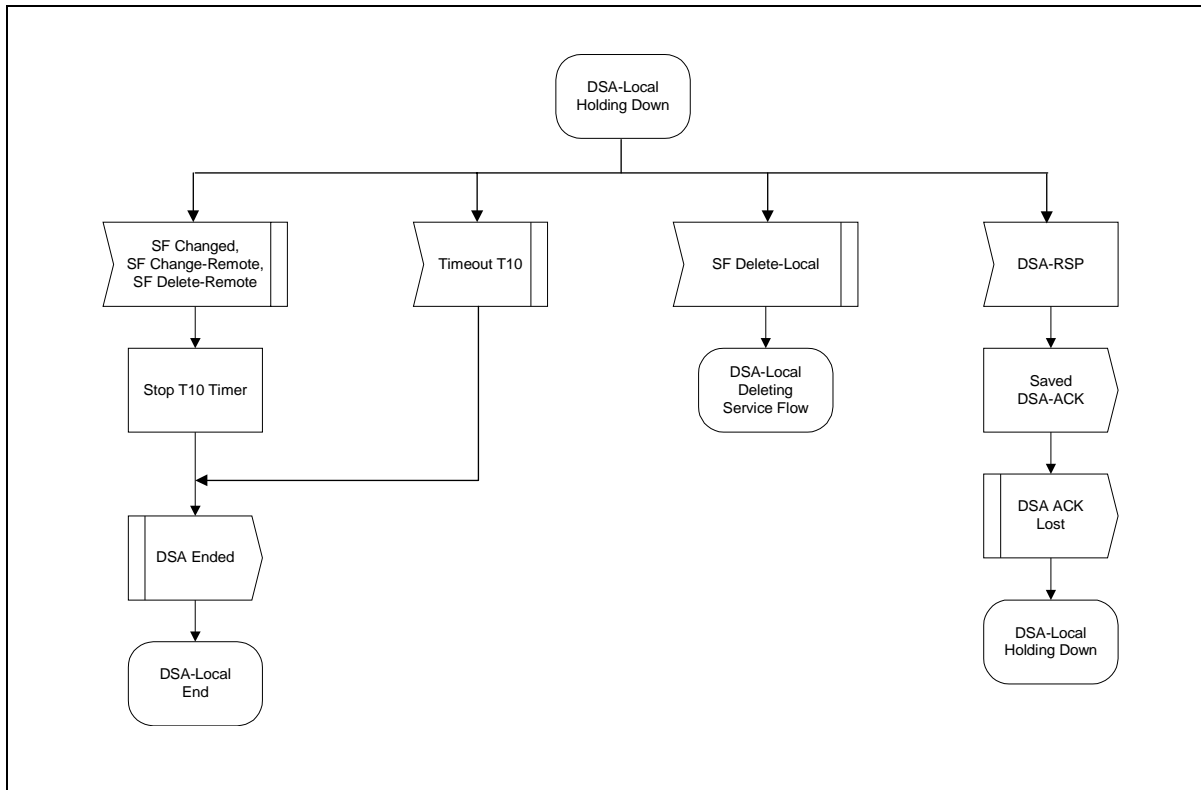 DSA-Local
Holding Down
SF Changed,
SF Change-Remote,
SF Delete-Remote
Timeout T10
SF Delete-Local
DSA-RSP
Stop T10 Timer
DSA-Local
Deleting
Service Flow
Saved
DSA-ACK
DSA Ended
DSA ACK
Lost
DSA-Local
End
DSA-Local
Holding Down